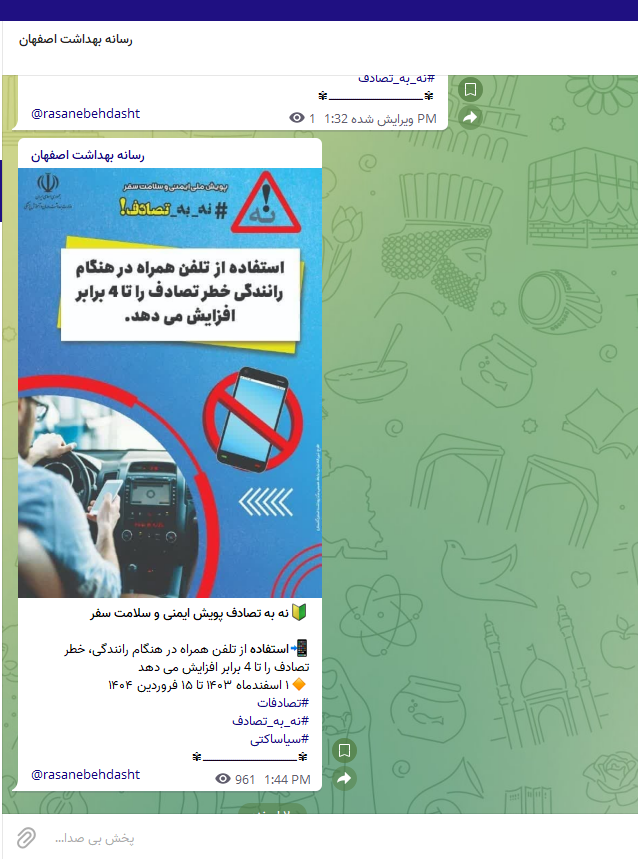 رسانه بهداشت اصفهان
#نه_به_تصادف
@rasanebehdasht
1 ویرایش شده 1:32 PM
رسانه بهداشت اصفهان
پویش ملی ایمنی و سلامت سفر
#نه_به_تصادف!
نه
استفاده از تلفن همراه در هنگام
رانندگی خطر تصادف را تا 4 برابر
افزایش می دهد.
نه به تصادف پویش ایمنی و سلامت سفر
استفاده از تلفن همراه در هنگام رانندگی، خطر
تصادف را تا 4 برابر افزایش می دهد
۱ اسفندماه ۱۴۰۳ تا ۱۵ فروردین ۱۴۰۴
#تصادفات
#نه_به_تصادف
#سیاساکتی
@rasanebehdasht
961 1:44 PM
پخش بی صدا...